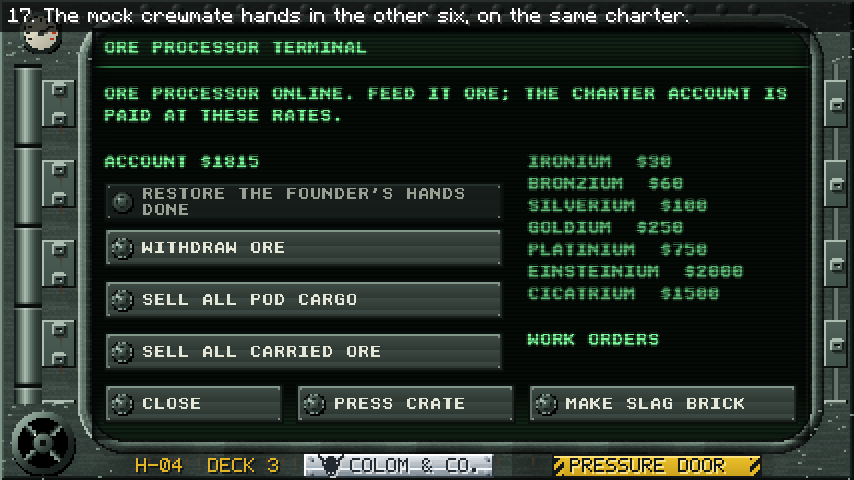 17. The mock crewmate hands in the other six, on the same charter.
ORE PROCESSOR TERMINAL
ORE PROCESSOR ONLINE. FEED IT ORE; THE CHARTER ACCOUNT IS
PAID AT THESE RATES.
ACCOUNT $1815
RESTORE THE FOUNDER'S HANDS
DONE
WITHDRAW ORE
SELL ALL POD CARGO
SELL ALL CARRIED ORE
IRONIUM $30
BRONZIUM $60
SILVERIUM $100
GOLDIUM $250
PLATINIUM $750
EINSTEINIUM $2000
CICATRIUM $1500
WORK ORDERS
CLOSE
PRESS CRATE
MAKE SLAG BRICK
H-04 DECK 3
COLOM & CO.
PRESSURE DOOR